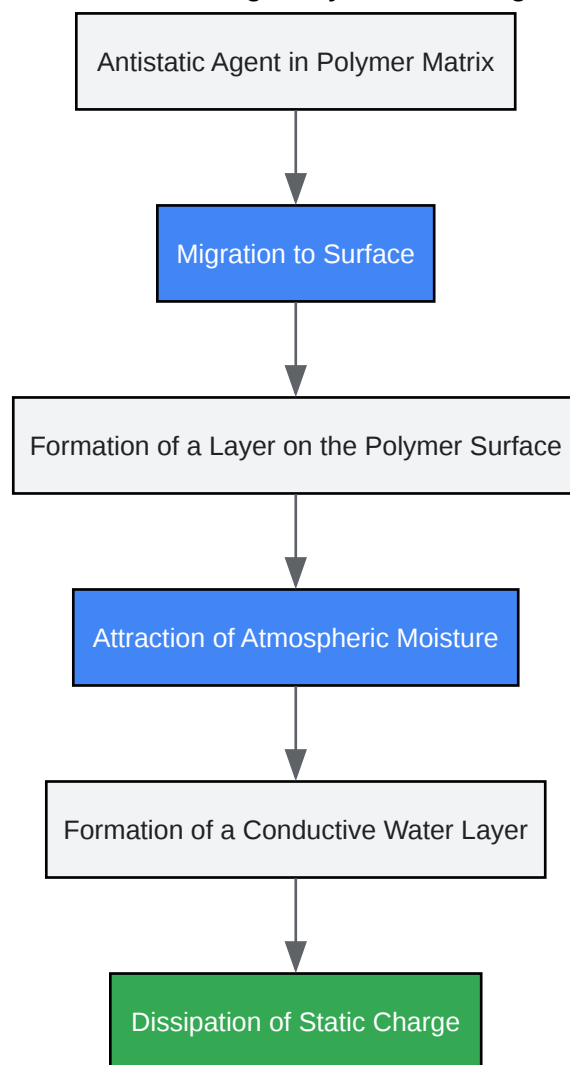 Antistatic Agent in Polymer Matrix
Migration to Surface
Formation of a Layer on the Polymer Surface
Attraction of Atmospheric Moisture
Formation of a Conductive Water Layer
Dissipation of Static Charge